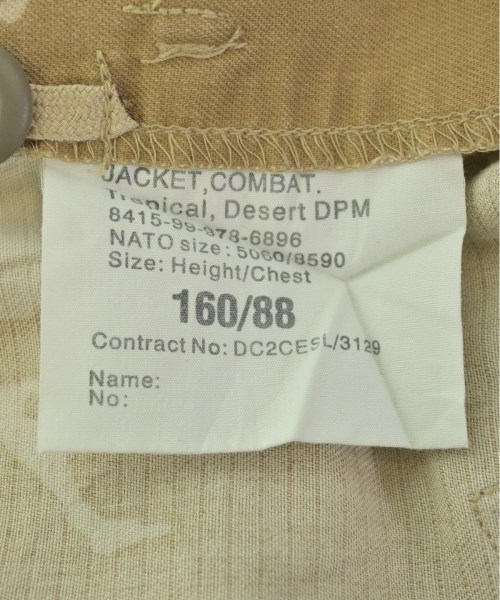 JACKET,COMBAT.
Tropical, Desert DPM
8415-99-978-6896
NATO size: 5060/8590
Size: Height/Chest
160/88
Contract No: DC2CESL/3129
Name:
No: